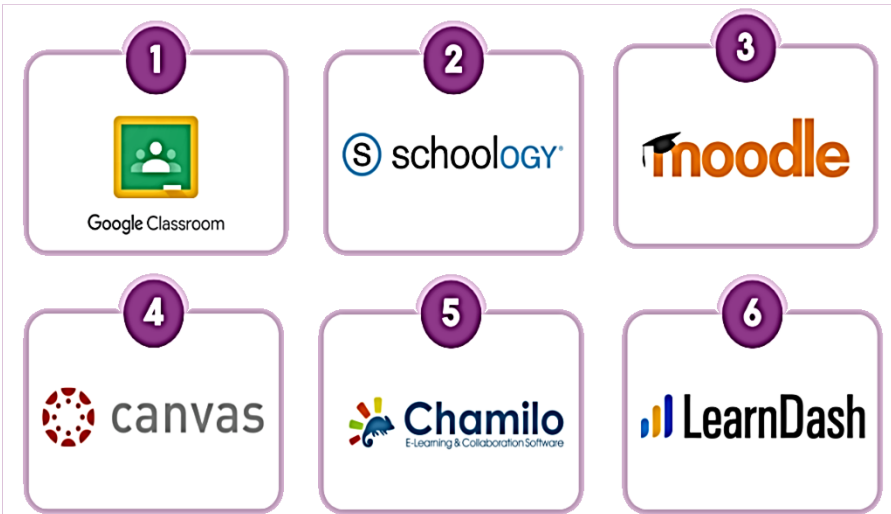 1
2
3
Google Classroom
S schoology®
moodle
4
5
6
canvas
Chamilo
E-Learning & Collaboration Software
LearnDash